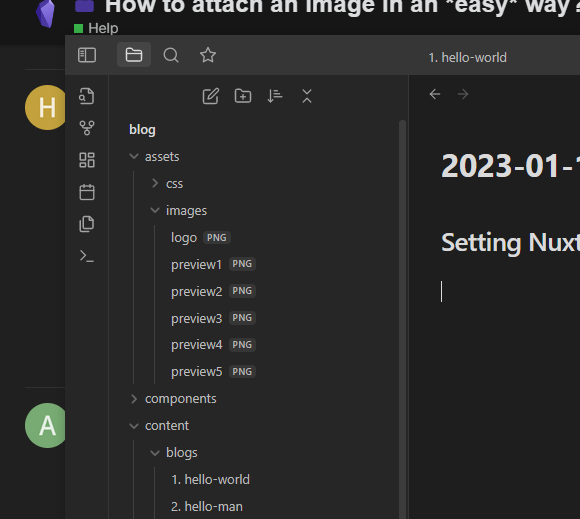 How to attach an image in an *easy* way?
Help
1. hello-world
blog
assets
css
images
logo PNG
preview1 PNG
preview2 PNG
preview3 PNG
preview4 PNG
preview5 PNG
components
content
blogs
1. hello-world
2. hello-man
2023-01-1
Setting Nuxt
H
A